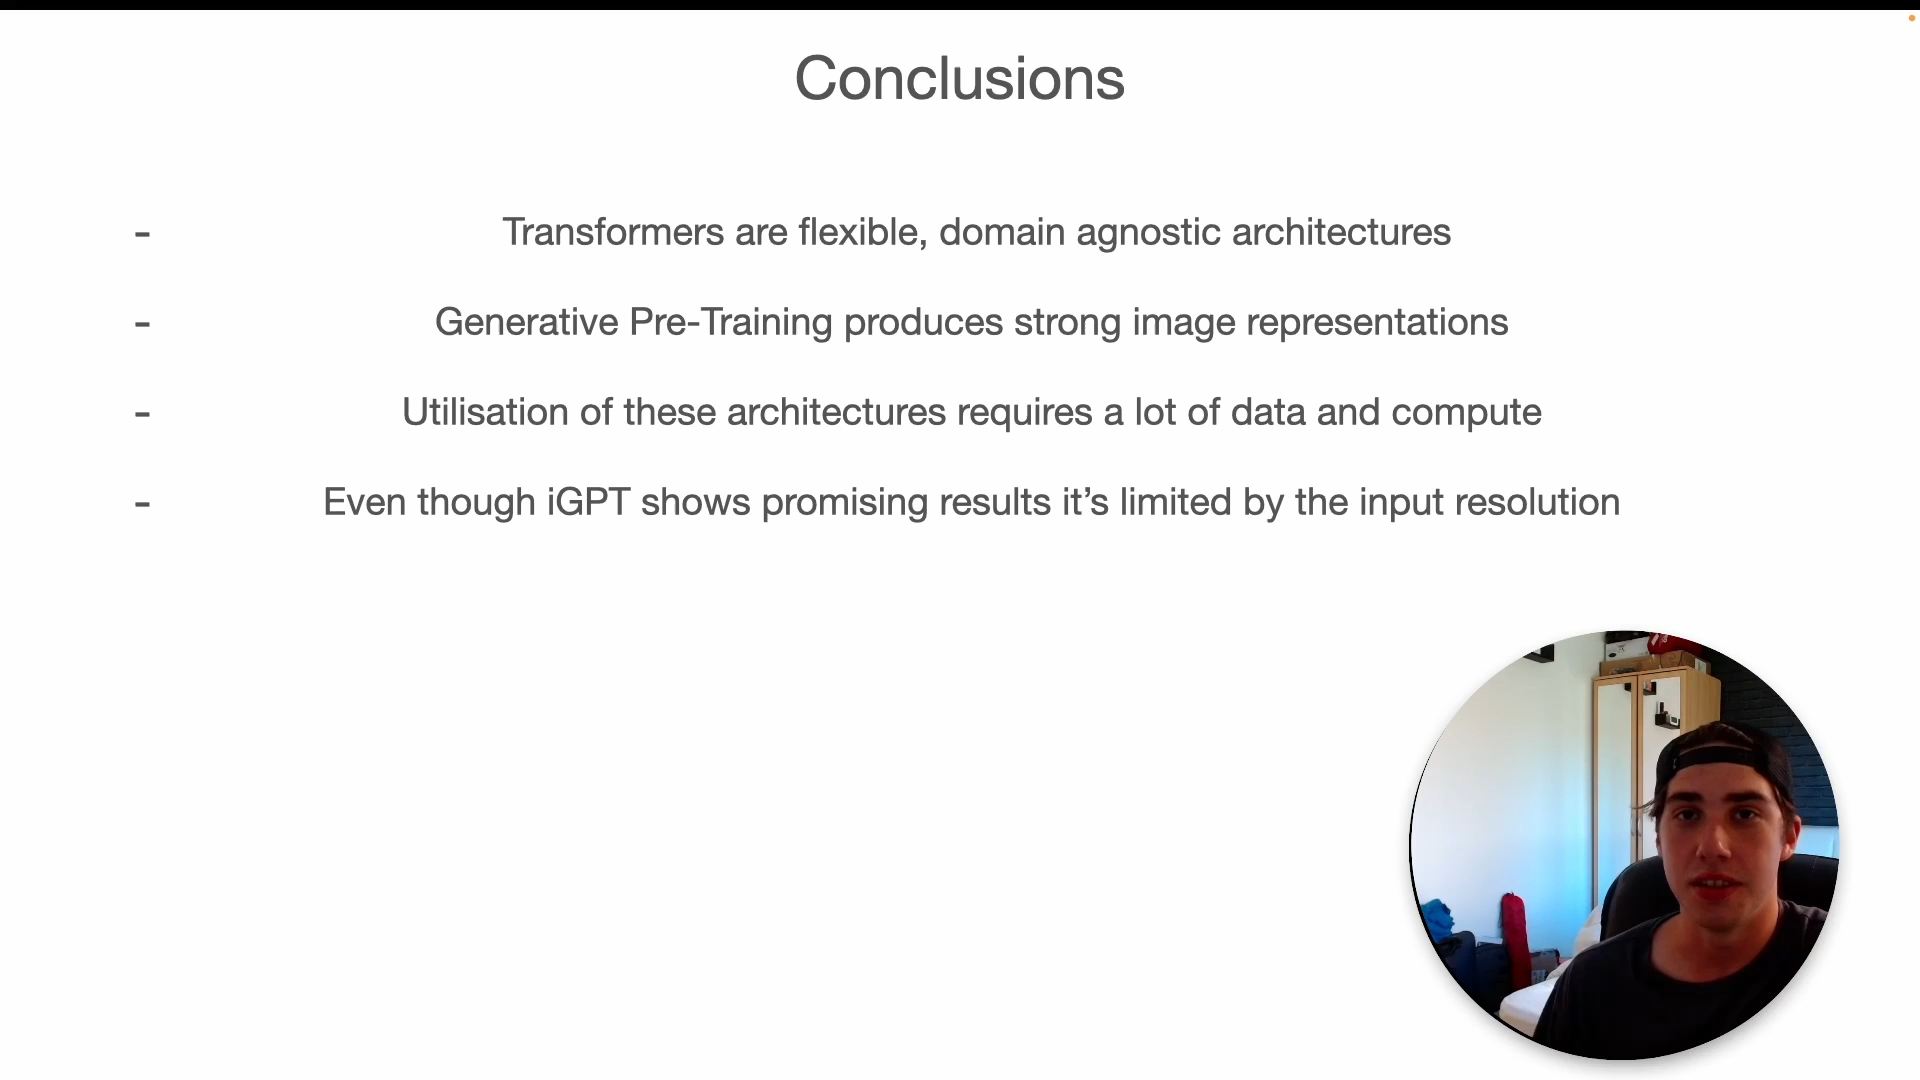 Conclusions
- Transformers are flexible, domain agnostic architectures
- Generative Pre-Training produces strong image representations
- Utilisation of these architectures requires a lot of data and compute
- Even though iGPT shows promising results it’s limited by the input resolution